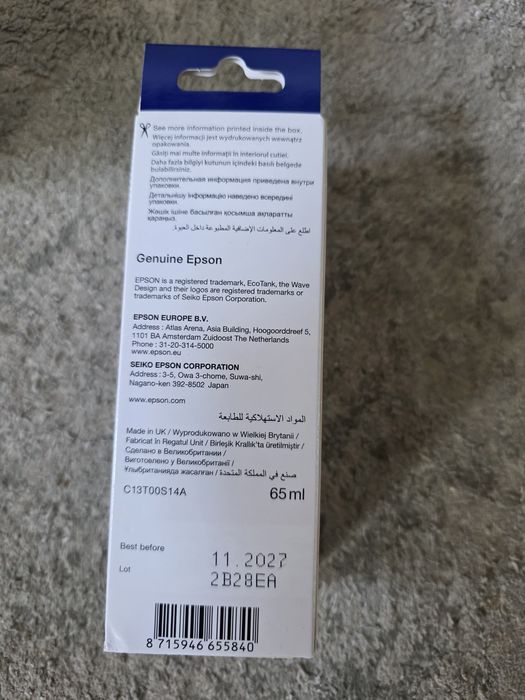 See more information printed inside the box.
Więcej informacji jest wydrukowanych wewnątrz
opakowania.
Găsiți mai multe informații în interiorul cutiei.
Daha fazla bilgiyi kutunun içindeki basılı belgede
bulabilirsiniz.
Дополнительная информация приведена внутри
упаковки.
Детальнішу інформацію наведено всередині
упаковки.
Жәшік ішіне басылған қосымша ақпаратты
қараңыз.
اطلع على المعلومات الإضافية المطبوعة داخل العبوة.
Genuine Epson
EPSON is a registered trademark, EcoTank, the Wave
Design and their logos are registered trademarks or
trademarks of Seiko Epson Corporation.
EPSON EUROPE B.V.
Address : Atlas Arena, Asia Building, Hoogoorddreef 5,
1101 BA Amsterdam Zuidoost The Netherlands
Phone : 31-20-314-5000
www.epson.eu
SEIKO EPSON CORPORATION
Address : 3-5, Owa 3-chome, Suwa-shi,
Nagano-ken 392-8502 Japan
www.epson.com
المواد الاستهلاكية للطابعة
Made in UK / Wyprodukowano w Wielkiej Brytanii /
Fabricat în Regatul Unit / Birleşik Krallık'ta üretilmiştir /
Сделано в Великобритании /
Виготовлено у Великобританії /
Ұлыбританияда жасалған / صنع في المملكة المتحدة
C13T00S14A 65 ml
Best before 11.2027
Lot 2B28EA
8 715946 655840